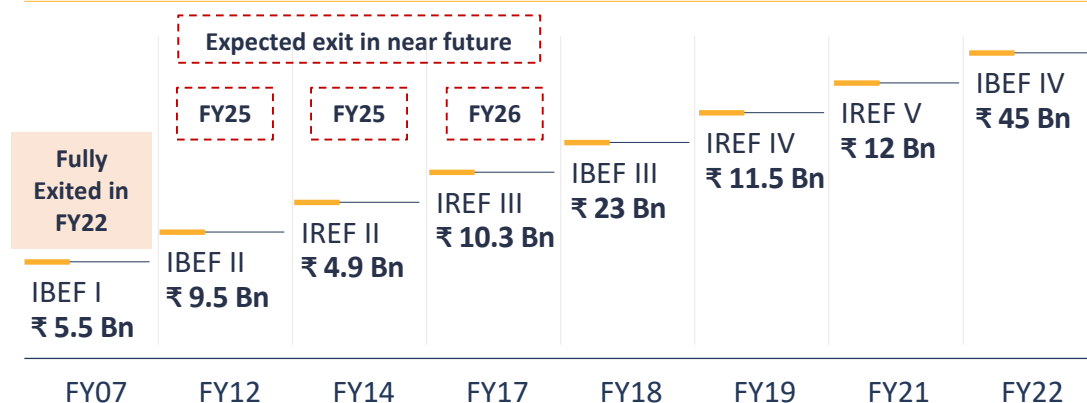 Expected exit in near future
FY25
FY25
FY26
Fully
Exited in
FY22
IBEF I
₹ 5.5 Bn
IBEF II
₹ 9.5 Bn
IREF II
₹ 4.9 Bn
IREF III
₹ 10.3 Bn
IBEF III
₹ 23 Bn
IREF IV
₹ 11.5 Bn
IREF V
₹ 12 Bn
IBEF IV
₹ 45 Bn
FY07
FY12
FY14
FY17
FY18
FY19
FY21
FY22